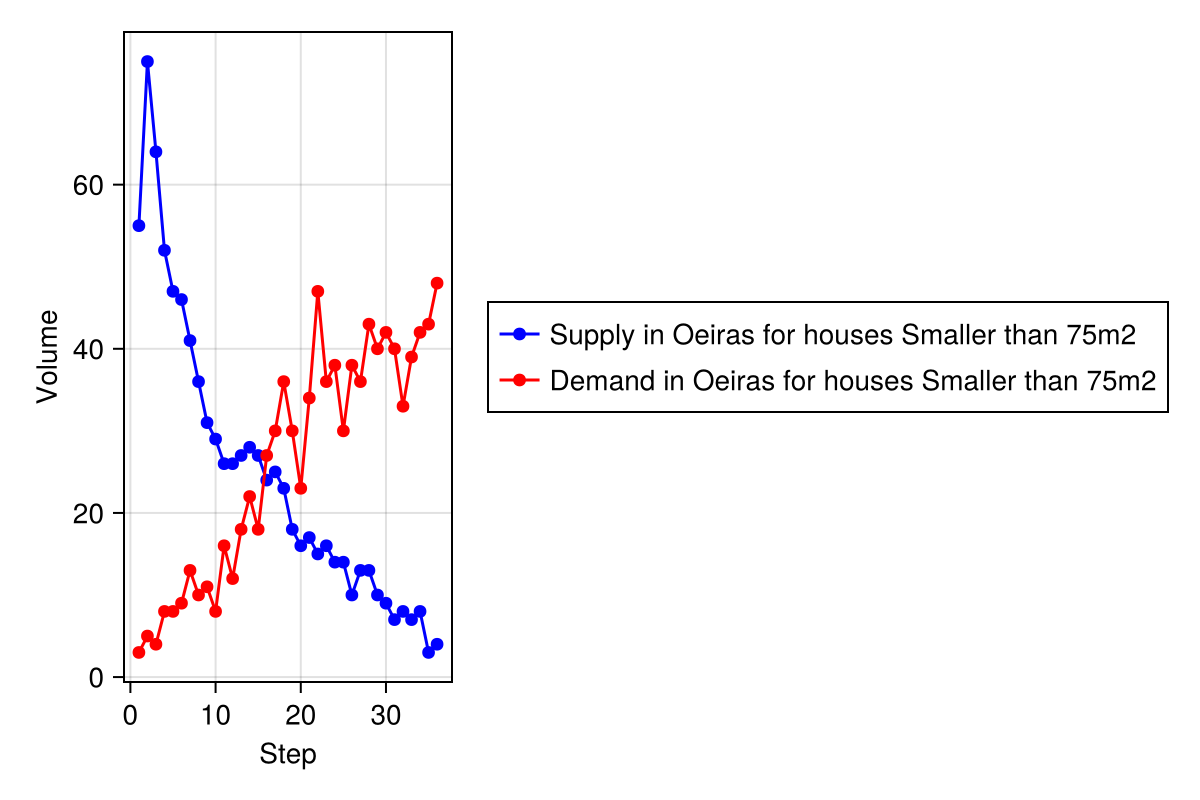 Volume
60
40
20
0
0 10 20 30
Step
Supply in Oeiras for houses Smaller than 75m2
Demand in Oeiras for houses Smaller than 75m2